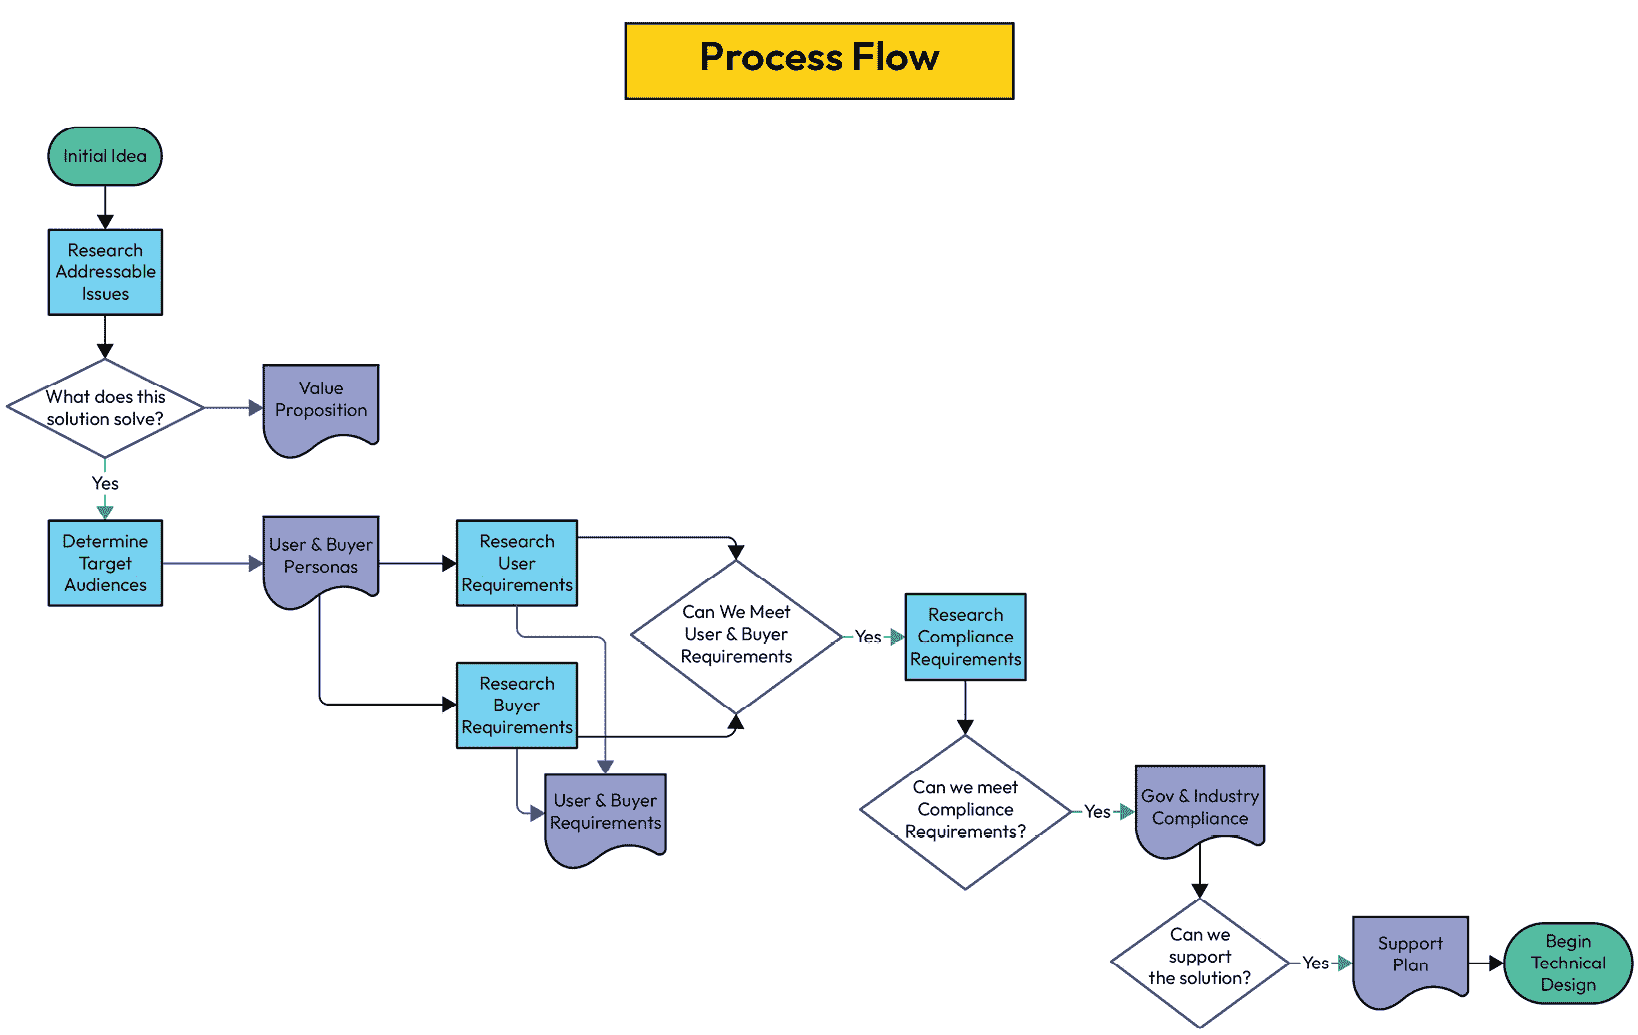 Process Flow
Initial Idea
Research
Addressable
Issues
What does this
solution solve?
Value
Proposition
Yes
Determine
Target
Audiences
User & Buyer
Personas
Research
User
Requirements
Research
Buyer
Requirements
User & Buyer
Requirements
Can We Meet
User & Buyer
Requirements
Yes
Research
Compliance
Requirements
Can we meet
Compliance
Requirements?
Yes
Gov & Industry
Compliance
Can we
support
the solution?
Yes
Support
Plan
Begin
Technical
Design